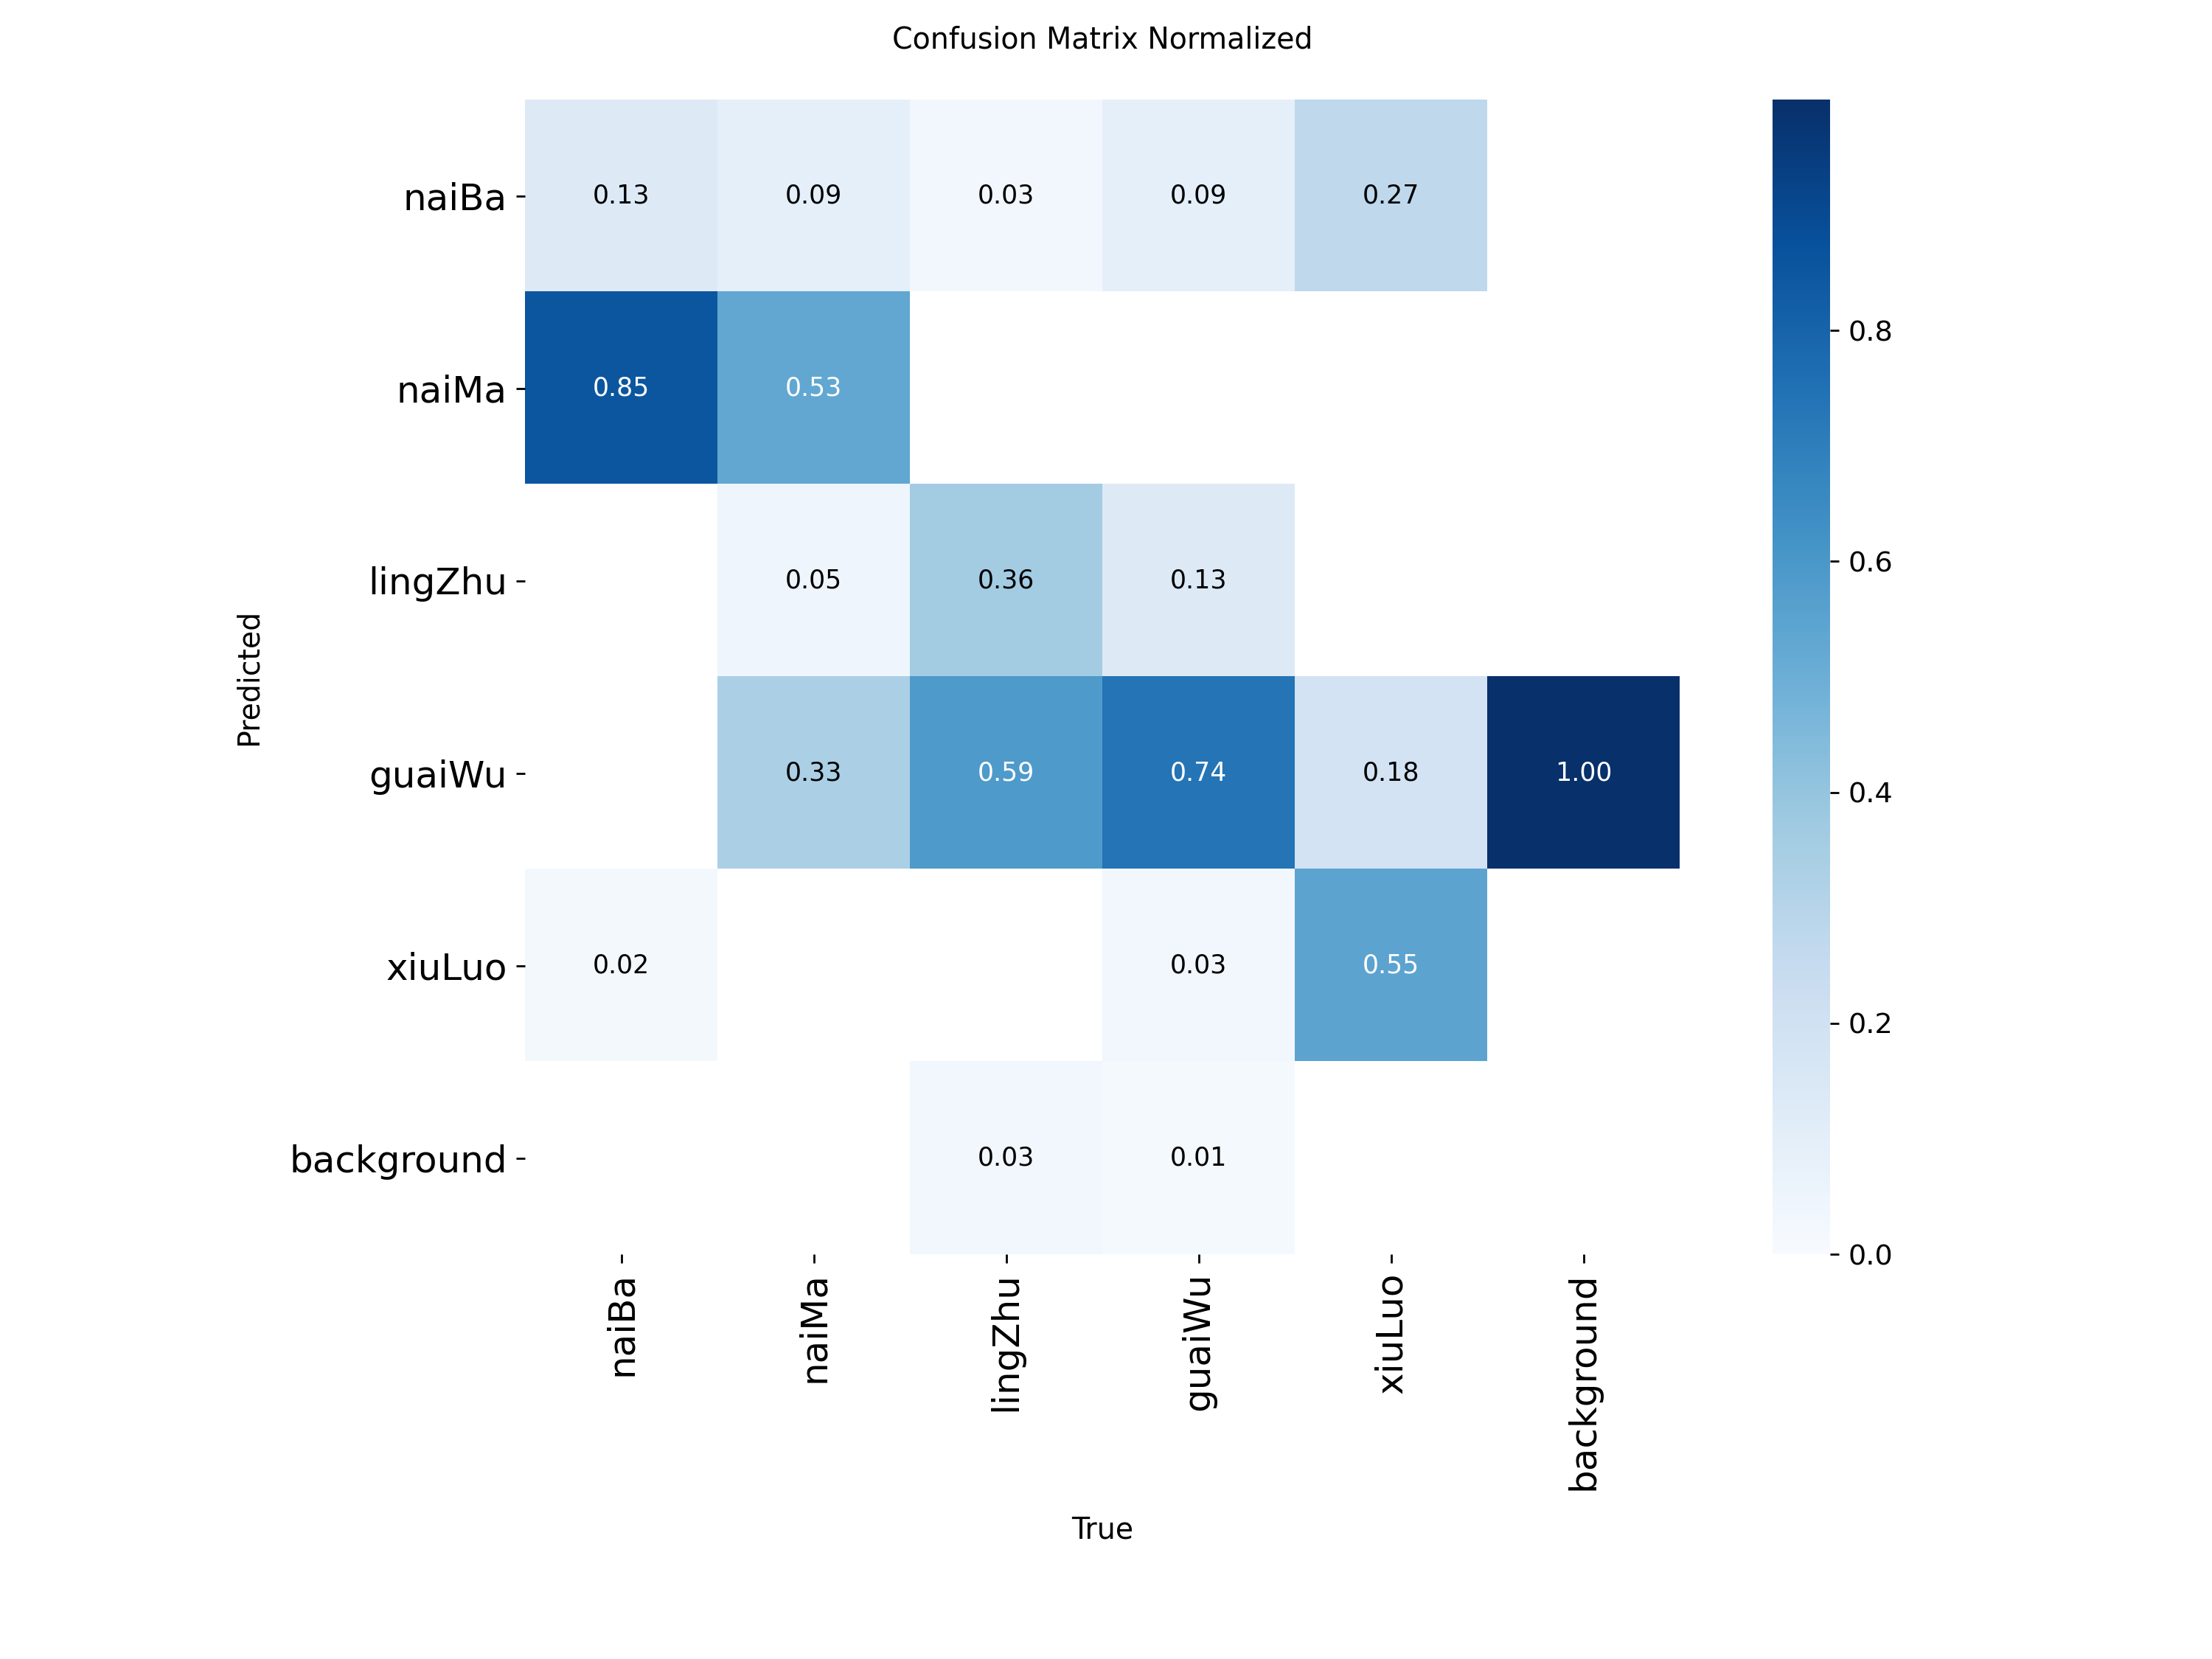 Confusion Matrix Normalized
naiBa 0.13 0.09 0.03 0.09 0.27
naiMa 0.85 0.53
lingZhu 0.05 0.36 0.13
guaiWu 0.33 0.59 0.74 0.18 1.00
xiuLuo 0.02 0.03 0.55
background 0.03 0.01
Predicted
naiBa naiMa lingZhu guaiWu xiuLuo background
True
0.8
0.6
0.4
0.2
0.0